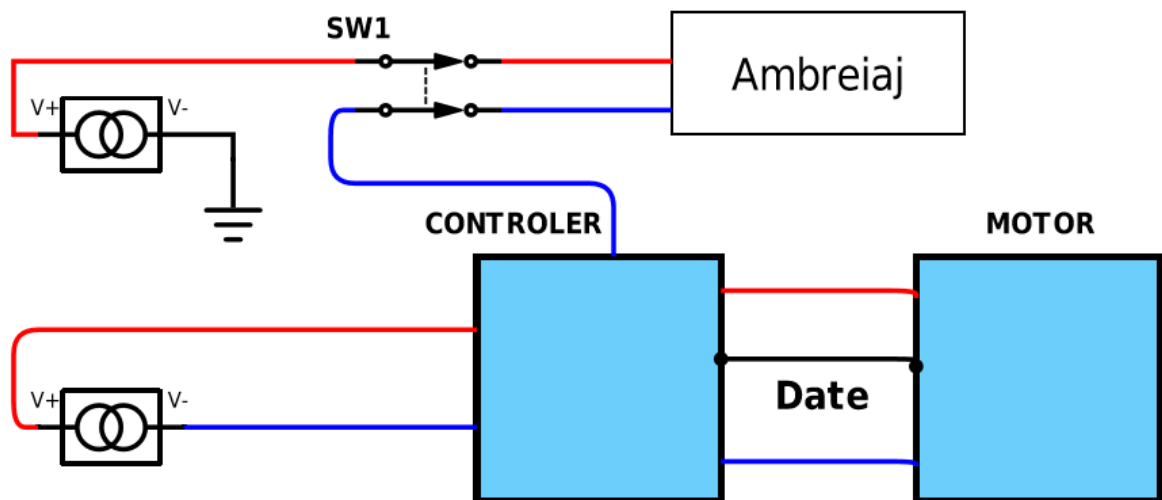 SW1
Ambreiaj
V+
V-
CONTROLER
MOTOR
V+
V-
Date